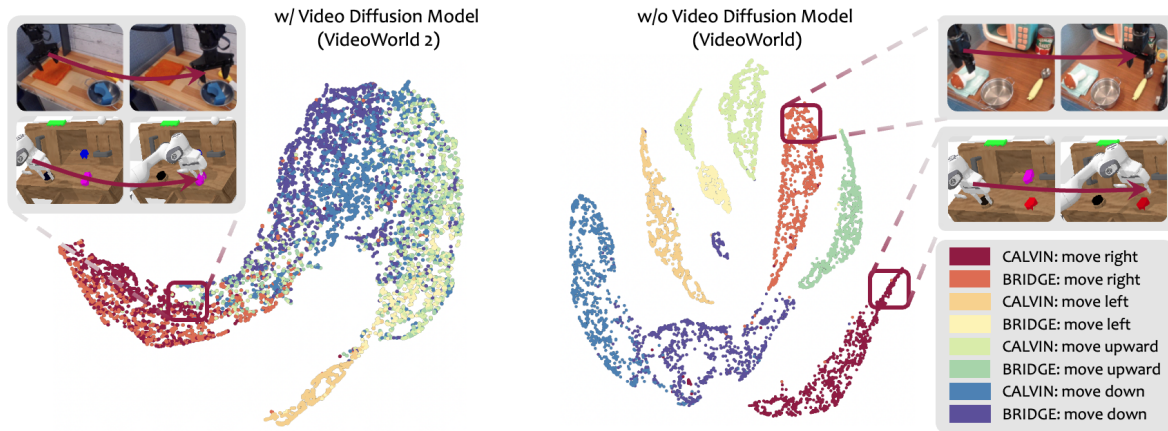 w/ Video Diffusion Model
(VideoWorld 2)
w/o Video Diffusion Model
(VideoWorld)
CALVIN: move right
BRIDGE: move right
CALVIN: move left
BRIDGE: move left
CALVIN: move upward
BRIDGE: move upward
CALVIN: move down
BRIDGE: move down